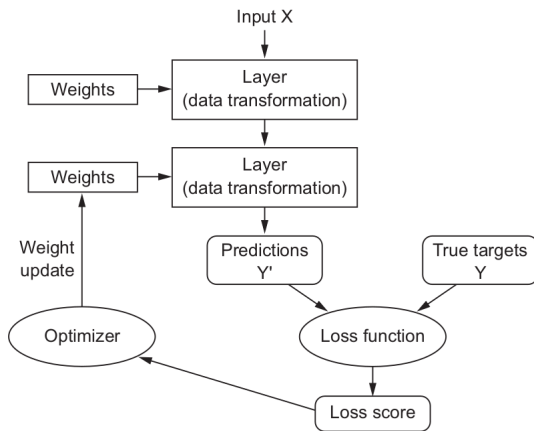 Input X
Weights
Layer
(data transformation)
Weights
Layer
(data transformation)
Weight
update
Predictions
Y'
True targets
Y
Optimizer
Loss function
Loss score